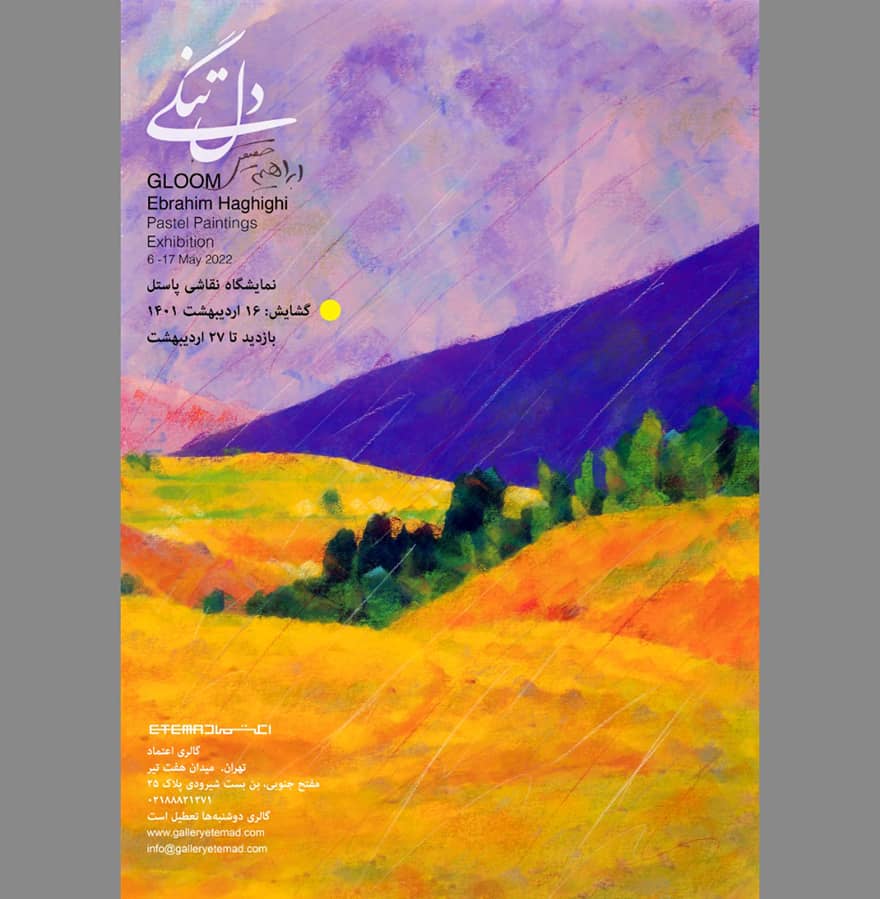 دل‌تنگی
ابراهیم حقیقی
GLOOM
Ebrahim Haghighi
Pastel Paintings
Exhibition
6 -17 May 2022
نمایشگاه نقاشی پاستل
گشایش: ۱۶ اردیبهشت ۱۴۰۱
بازدید تا ۲۷ اردیبهشت
ETEMAD اعتماد
گالری اعتماد
تهران، میدان هفت تیر
مفتح جنوبی، بن بست شیرودی پلاک ۲۵
۰۲۱۸۸۸۲۱۲۷۱
گالری دوشنبه‌ها تعطیل است
www.galleryetemad.com
info@galleryetemad.com